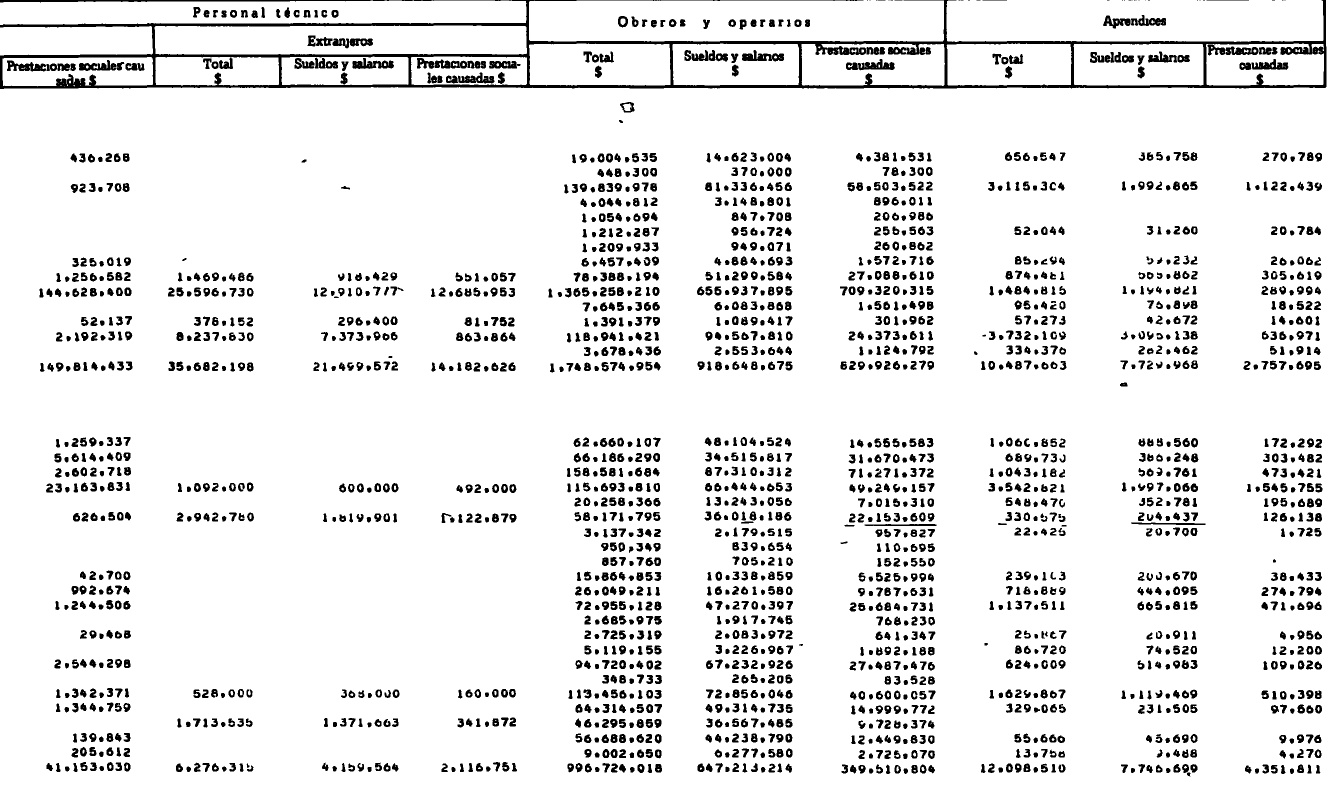 Personal técnico Obreros y operarios Aprendices
Extranjeros
Prestaciones sociales causadas $ Total $ Sueldos y salarios $ Prestaciones sociales causadas $ Total $ Sueldos y salarios $ Prestaciones sociales causadas $ Total $ Sueldos y salarios $ Prestaciones sociales causadas $
436.268 19.004.535 14.623.004 4.381.531 656.547 385.758 270.789
448.300 370.000 78.300
923.708 139.839.978 81.336.456 58.503.522 3.115.304 1.992.865 1.122.439
4.044.812 3.148.801 896.011
1.054.694 847.708 206.986
1.212.287 956.724 255.563 52.044 31.260 20.784
1.209.933 949.071 260.862
325.019 6.457.409 4.884.693 1.572.716 85.294 59.232 26.062
1.256.582 1.469.486 918.429 551.057 78.388.194 51.299.584 27.088.610 874.481 305.619
144.628.400 25.596.730 12.910.777 12.685.953 1.365.258.210 655.937.895 709.320.315 1.484.815 1.194.821 289.994
7.645.366 6.083.868 1.561.498 95.420 76.898 18.522
52.137 378.152 296.400 81.752 1.391.379 1.089.417 301.962 57.273 42.672 14.601
2.192.319 8.237.830 7.373.966 863.864 118.941.421 94.567.810 24.373.611 3.732.109 3.095.138 636.971
3.678.436 2.553.644 1.124.792 334.376 282.462 51.914
149.814.433 35.682.198 21.499.572 14.182.626 1.748.574.954 918.648.675 829.926.279 10.487.663 7.729.968 2.757.695
1.259.337 62.660.107 48.104.524 14.555.583 1.060.852 888.560 172.292
5.614.409 66.186.290 34.515.817 31.670.473 689.730 386.248 303.482
2.602.718 158.581.684 87.310.312 71.271.372 1.043.182 569.761 473.421
23.163.831 1.092.000 600.000 492.000 115.693.810 66.444.653 49.249.157 3.542.821 1.997.066 1.545.755
20.258.366 13.243.056 7.015.310 548.470 352.781 195.689
626.504 2.942.780 1.819.901 1.122.879 58.171.795 36.018.186 22.153.609 330.575 204.437 126.138
3.137.342 2.179.515 957.827 22.425 20.700 1.725
950.349 839.654 110.695
857.760 705.210 152.550
42.700 15.864.853 10.338.859 5.525.994 239.103 200.670 38.433
992.674 26.049.211 16.261.580 9.787.631 718.889 444.095 274.794
1.244.506 72.955.128 47.270.397 25.684.731 1.137.511 665.815 471.696
2.685.975 1.917.745 768.230
29.468 2.725.319 2.083.972 641.347 25.867 20.911 4.956
5.119.155 3.226.967 1.892.188 86.720 74.520 12.200
2.544.298 94.720.402 67.232.926 27.487.476 624.009 514.983 109.026
348.733 265.205 83.528
1.342.371 528.000 368.000 160.000 113.456.103 72.856.046 40.600.057 1.629.867 1.119.469 510.398
1.344.759 64.314.507 49.314.735 14.999.772 329.065 231.505 97.560
1.713.535 1.371.663 341.872 46.295.859 36.567.485 9.728.374
139.843 56.688.620 44.238.790 12.449.830 55.666 45.690 9.976
205.612 9.002.650 6.277.580 2.725.070 13.758 9.488 4.270
41.153.030 6.276.315 4.159.564 2.116.751 996.724.018 647.213.214 349.510.804 12.098.510 7.746.699 4.351.811